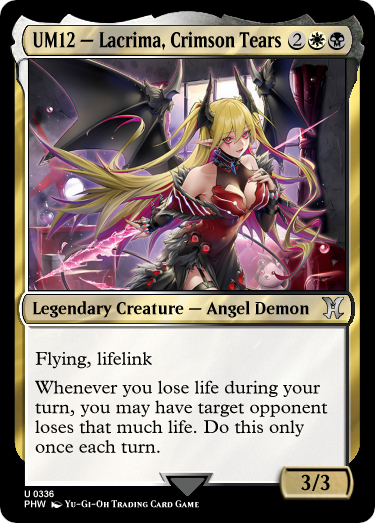 UM12 — Lacrima, Crimson Tears 2
Legendary Creature — Angel Demon
Flying, lifelink
Whenever you lose life during your
turn, you may have target opponent
loses that much life. Do this only
once each turn.
3/3
U 0336
PHW Yu-Gi-Oh Trading Card Game